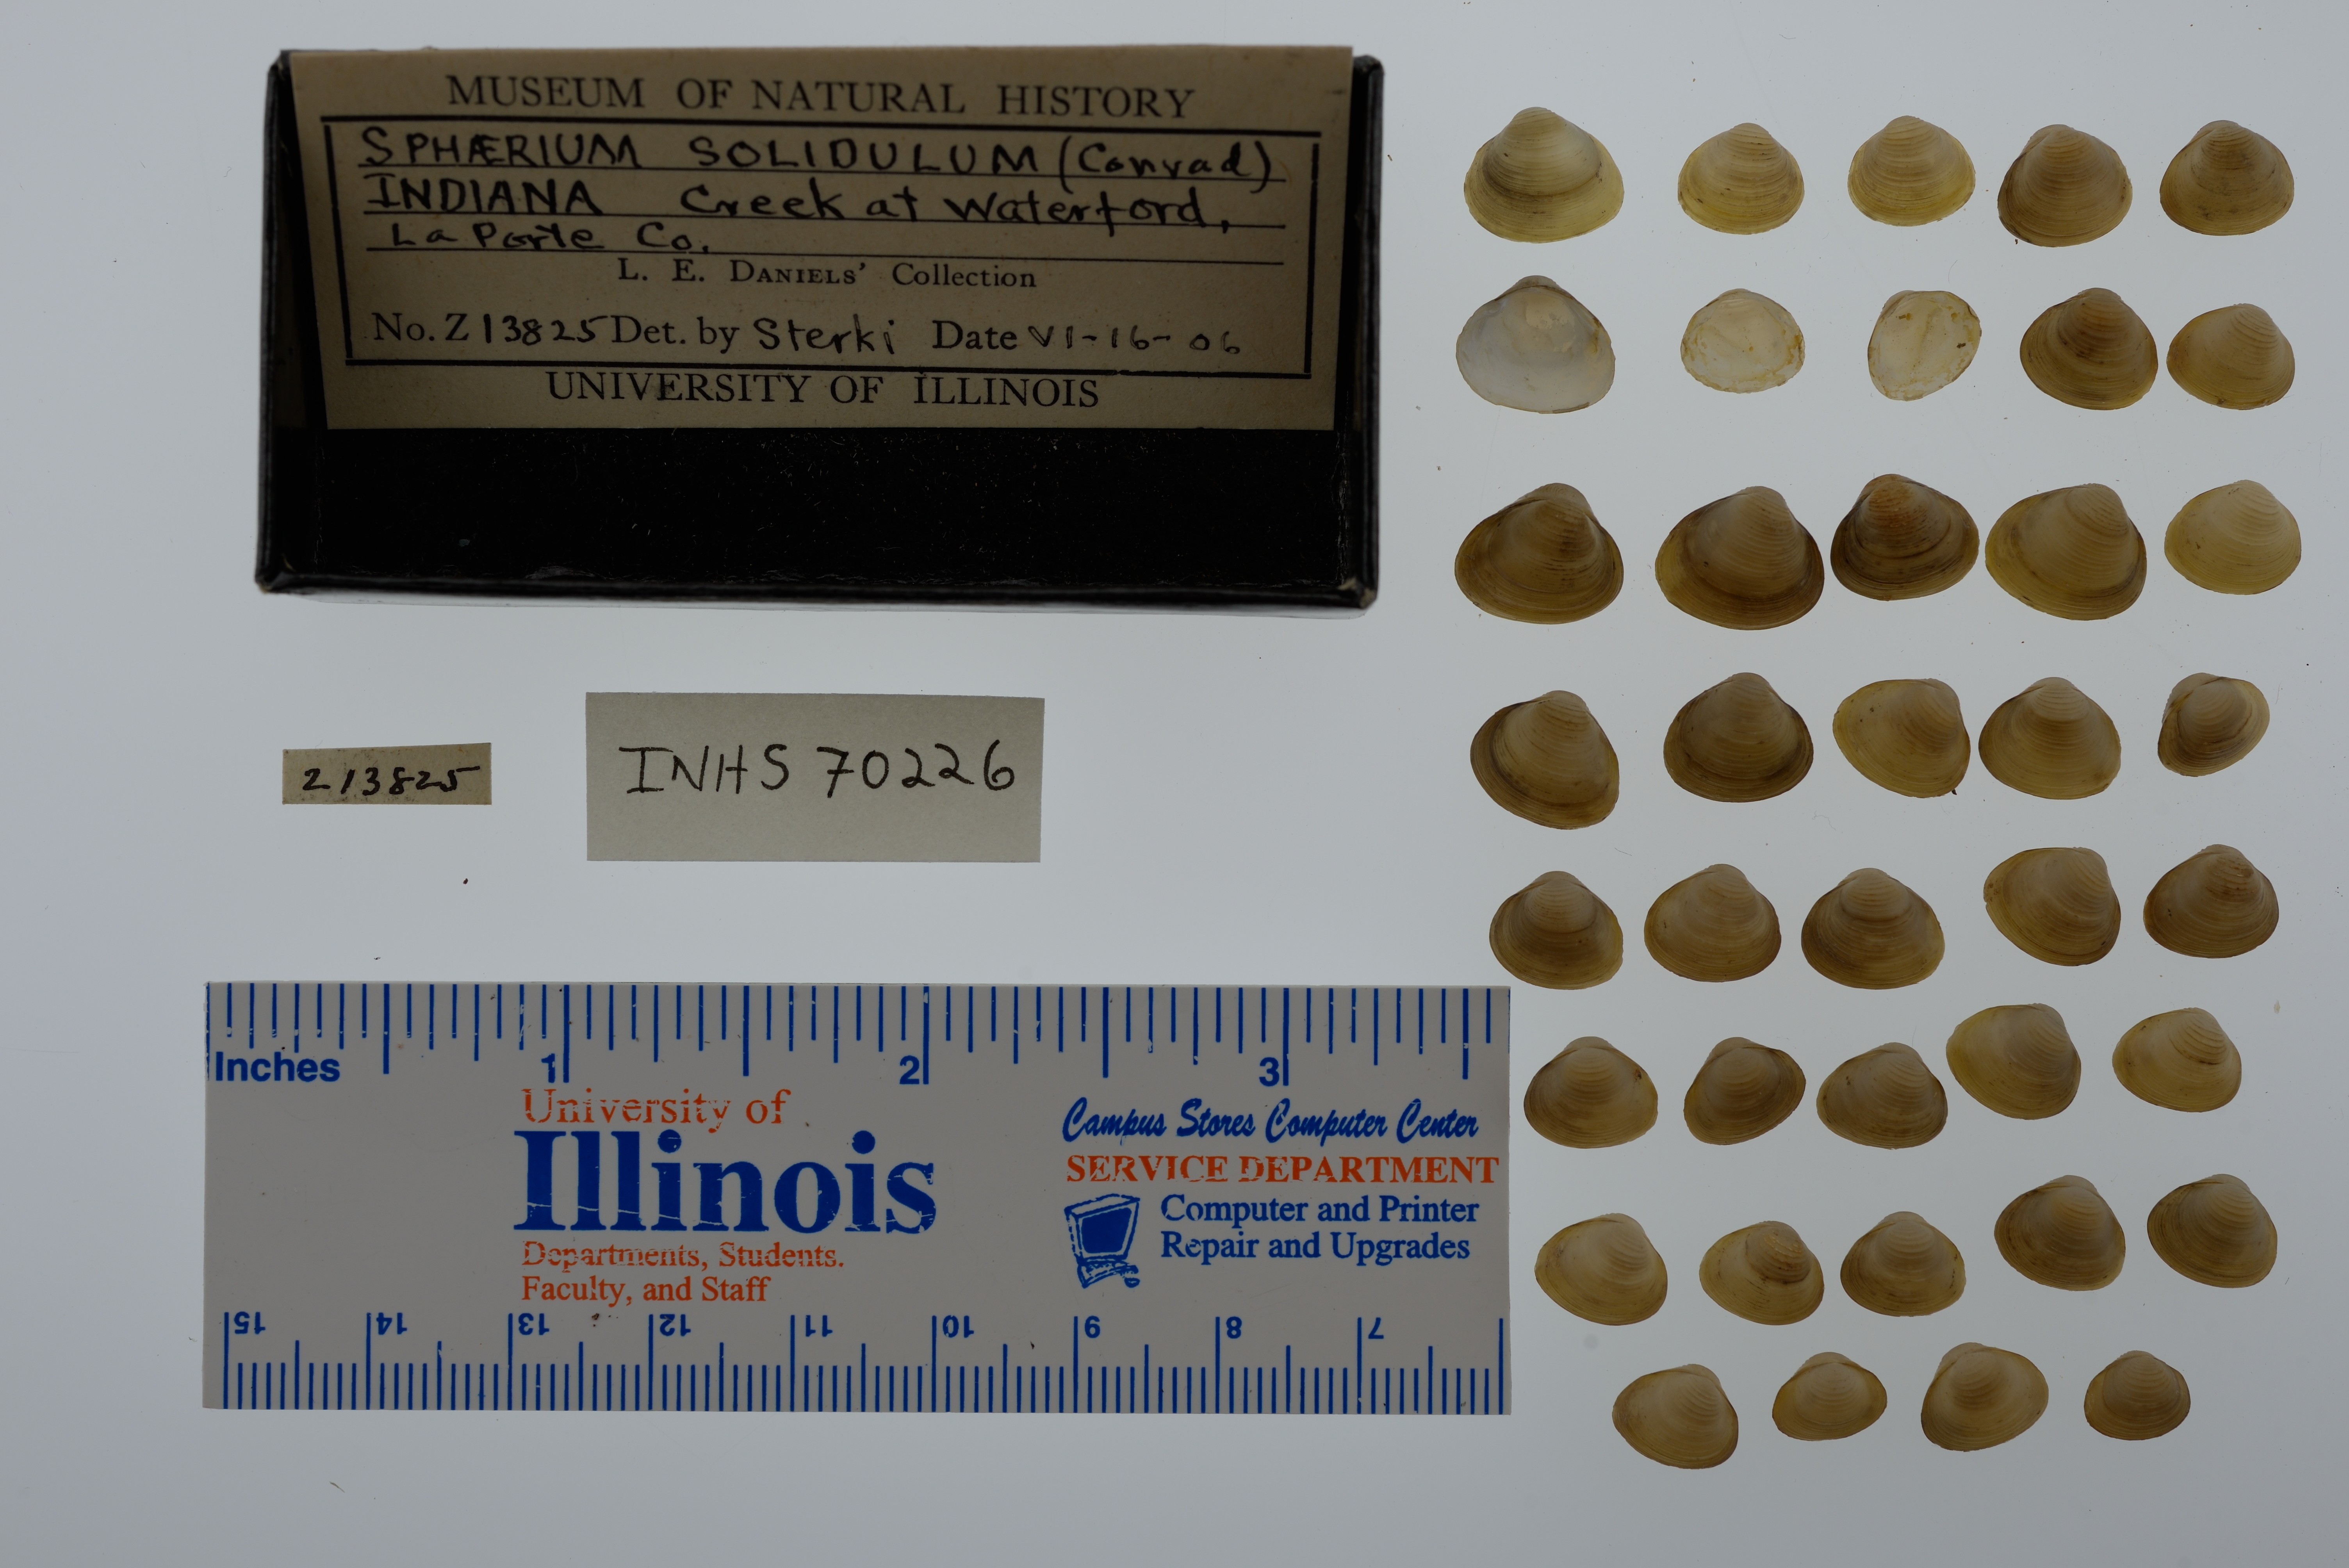 MUSEUM OF NATURAL HISTORY
SPHÆRIUM SOLIDULUM (Conrad)
INDIANA Creek at Waterford,
La Porte Co.
L. E. DANIELS' Collection
No. Z13825 Det. by Sterki Date VI-16-06
UNIVERSITY OF ILLINOIS
Z13825
INHS 70226
Inches 1 2 3
University of
Illinois
Departments, Students.
Faculty, and Staff
Campus Stores Computer Center
SERVICE DEPARTMENT
Computer and Printer
Repair and Upgrades
15 14 13 12 11 10 9 8 7